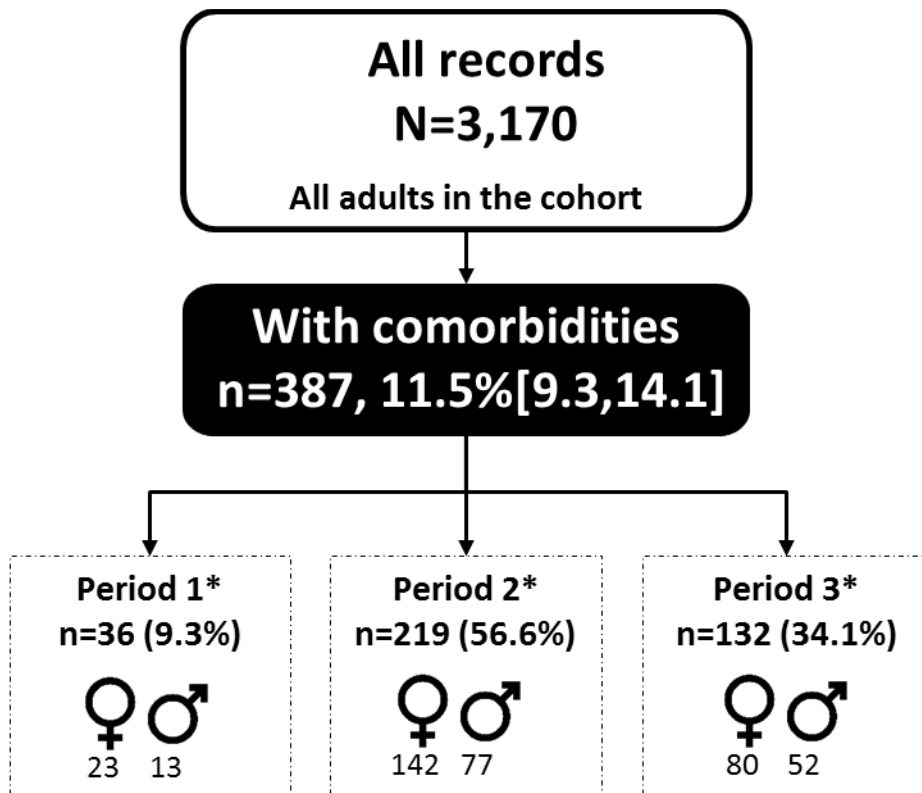 All records
N=3,170
All adults in the cohort
With comorbidities
n=387, 11.5%[9.3,14.1]
Period 1*
n=36 (9.3%)
23 13
Period 2*
n=219 (56.6%)
142 77
Period 3*
n=132 (34.1%)
80 52